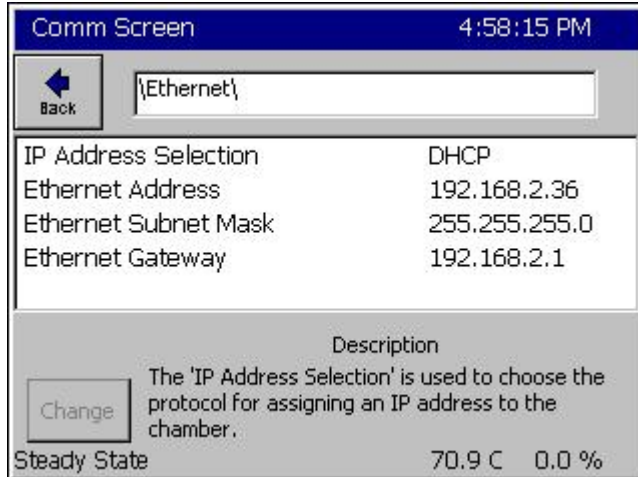 Comm Screen 4:58:15 PM
Back
\Ethernet\
IP Address Selection DHCP
Ethernet Address 192.168.2.36
Ethernet Subnet Mask 255.255.255.0
Ethernet Gateway 192.168.2.1
Description
The 'IP Address Selection' is used to choose the
protocol for assigning an IP address to the
chamber.
Change
Steady State 70.9 C 0.0 %